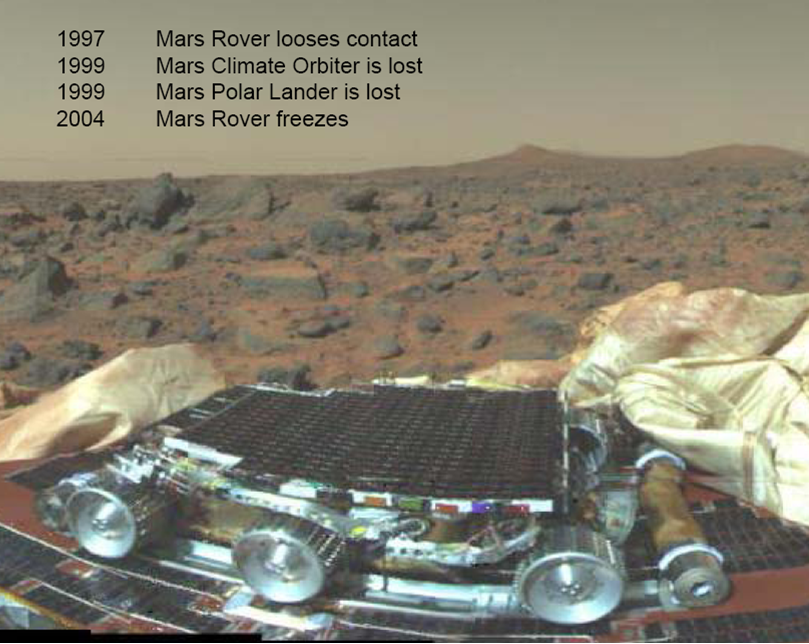 1997 Mars Rover looses contact
1999 Mars Climate Orbiter is lost
1999 Mars Polar Lander is lost
2004 Mars Rover freezes